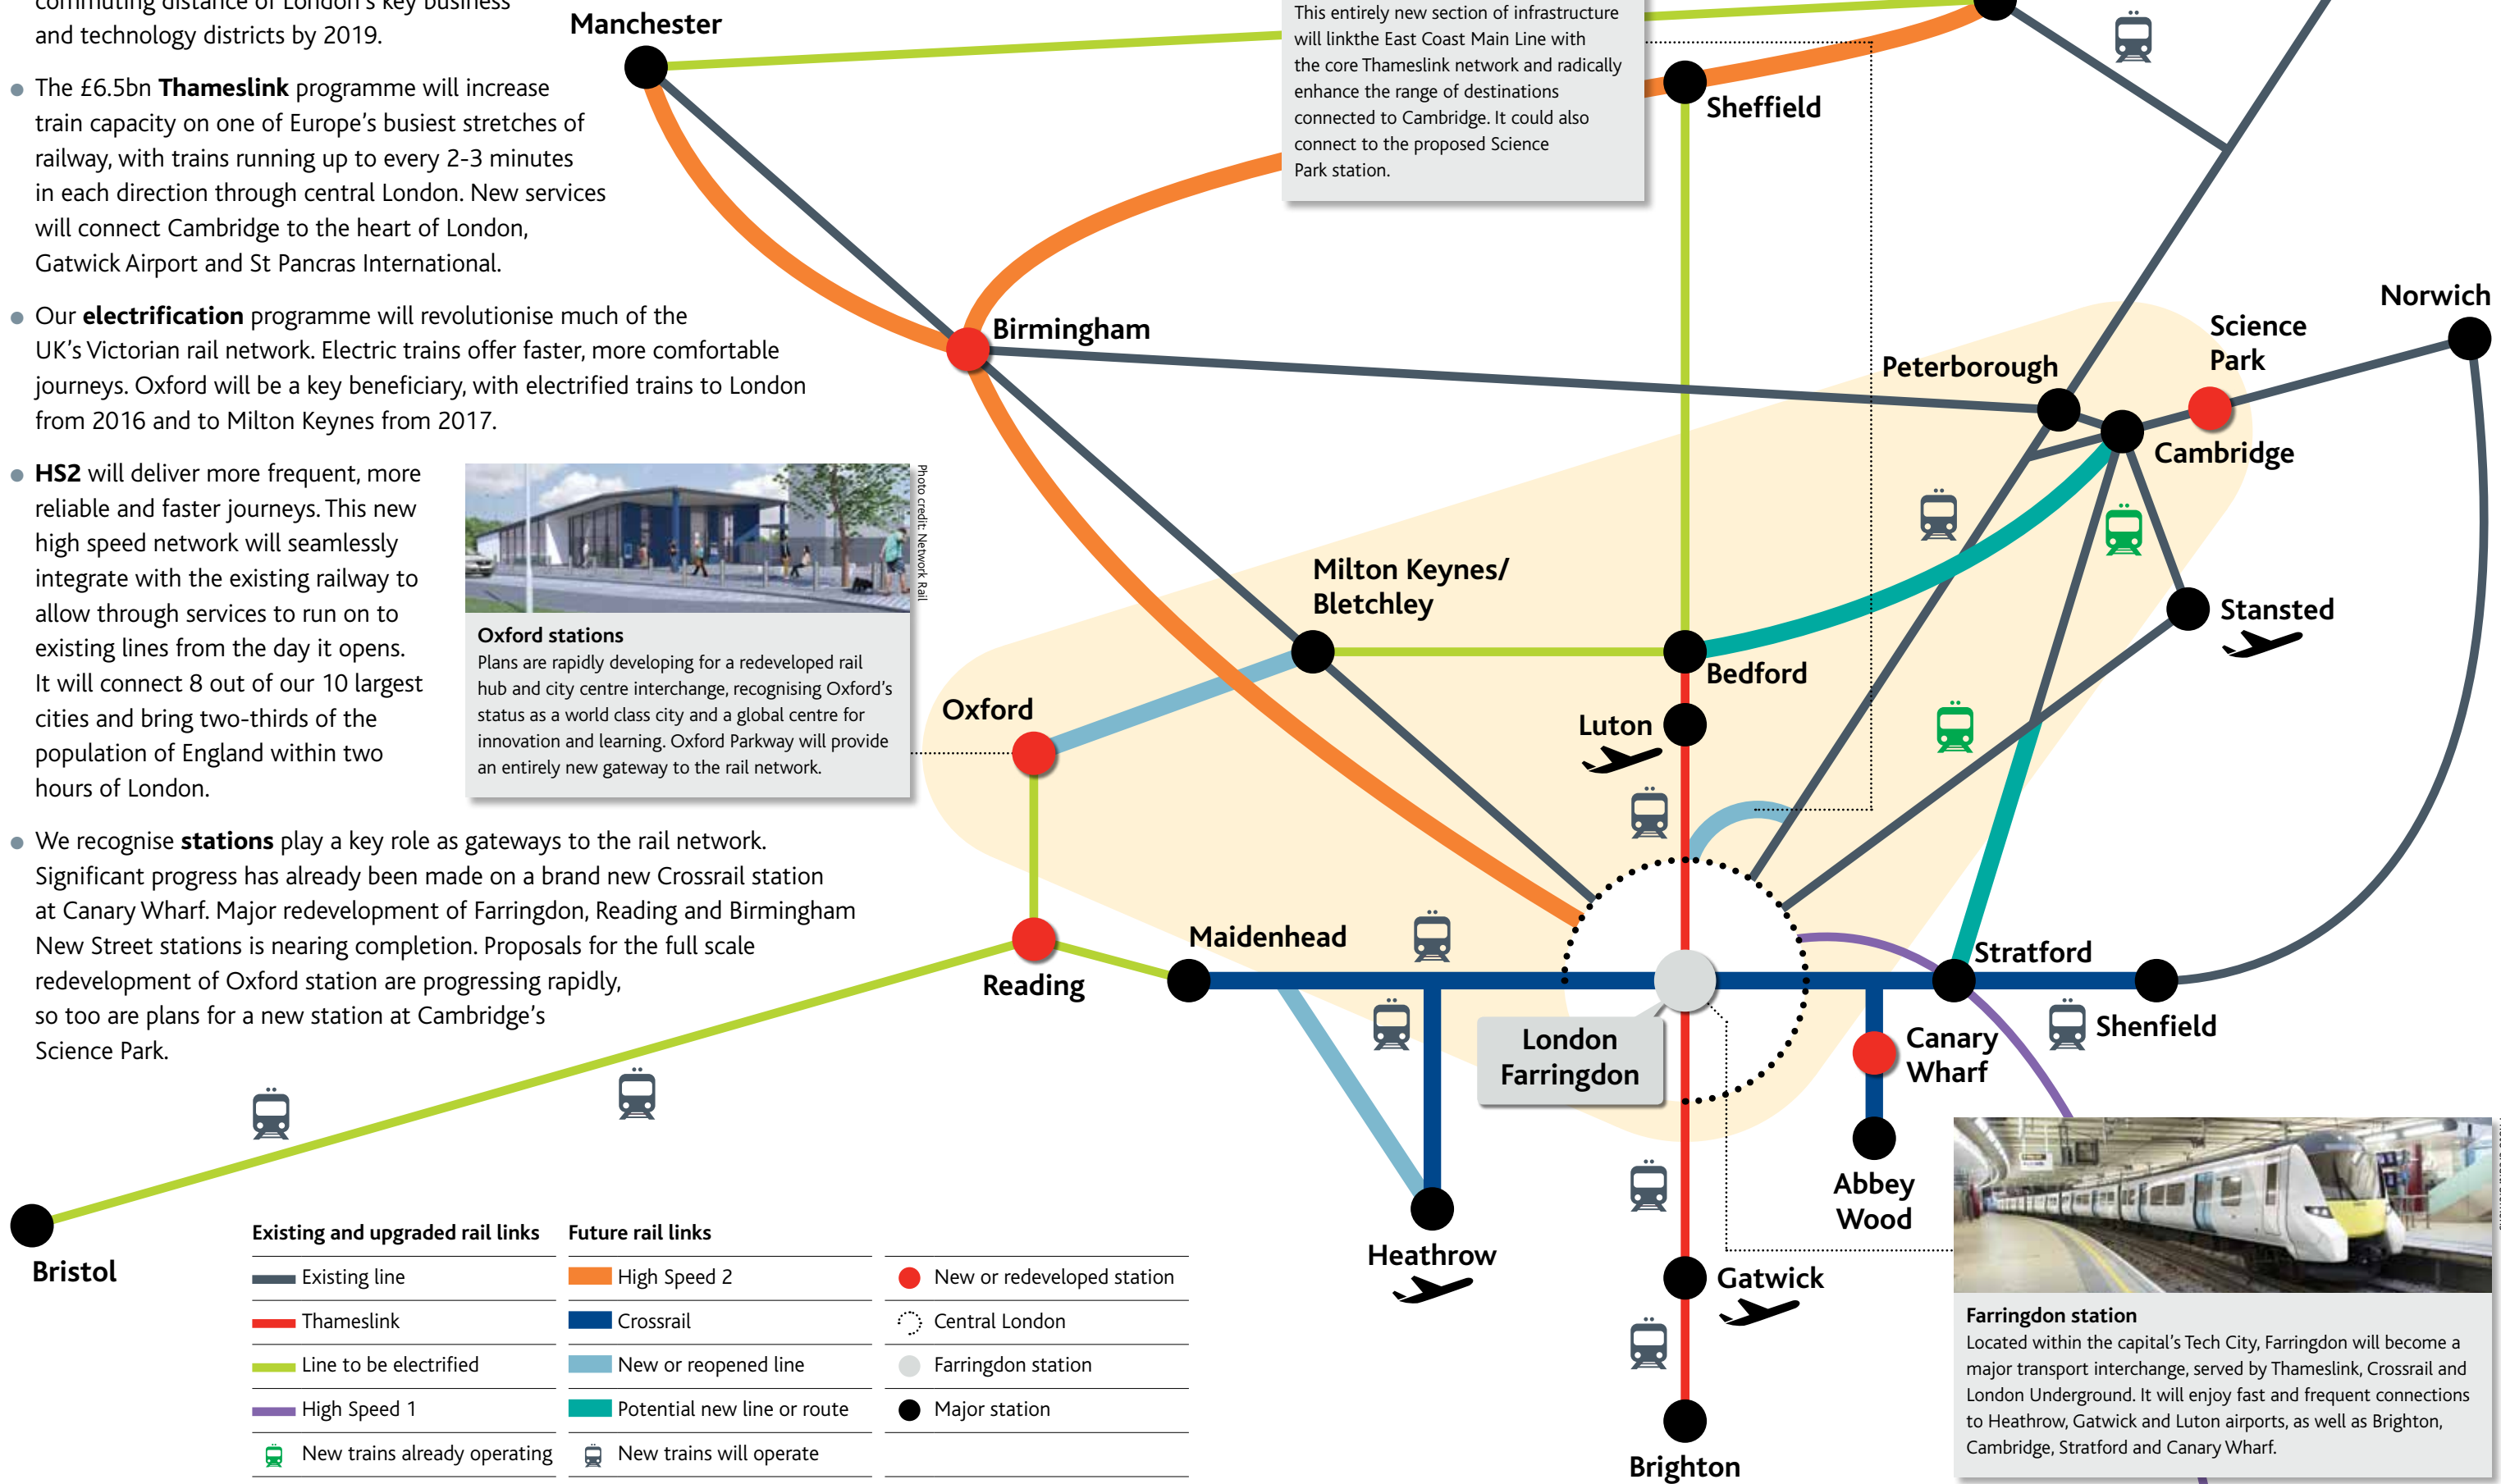 commuting distance of London's key business
and technology districts by 2019.
The £6.5bn Thameslink programme will increase
train capacity on one of Europe's busiest stretches of
railway, with trains running up to every 2-3 minutes
in each direction through central London. New services
will connect Cambridge to the heart of London,
Gatwick Airport and St Pancras International.
Our electrification programme will revolutionise much of the
UK's Victorian rail network. Electric trains offer faster, more comfortable
journeys. Oxford will be a key beneficiary, with electrified trains to London
from 2016 and to Milton Keynes from 2017.
HS2 will deliver more frequent, more
reliable and faster journeys. This new
high speed network will seamlessly
integrate with the existing railway to
allow through services to run on to
existing lines from the day it opens.
It will connect 8 out of our 10 largest
cities and bring two-thirds of the
population of England within two
hours of London.
We recognise stations play a key role as gateways to the rail network.
Significant progress has already been made on a brand new Crossrail station
at Canary Wharf. Major redevelopment of Farringdon, Reading and Birmingham
New Street stations is nearing completion. Proposals for the full scale
redevelopment of Oxford station are progressing rapidly,
so too are plans for a new station at Cambridge's
Science Park.
Photo credit: Network Rail
Oxford stations
Plans are rapidly developing for a redeveloped rail
hub and city centre interchange, recognising Oxford's
status as a world class city and a global centre for
innovation and learning. Oxford Parkway will provide
an entirely new gateway to the rail network.
This entirely new section of infrastructure
will linkthe East Coast Main Line with
the core Thameslink network and radically
enhance the range of destinations
connected to Cambridge. It could also
connect to the proposed Science
Park station.
Manchester
Sheffield
Birmingham
Norwich
Science
Park
Peterborough
Cambridge
Milton Keynes/
Bletchley
Stansted
Bedford
Oxford
Luton
Maidenhead
Stratford
Reading
London
Farringdon
Canary
Wharf
Shenfield
Abbey
Wood
Heathrow
Gatwick
Bristol
Brighton
Existing and upgraded rail links
Existing line
Thameslink
Line to be electrified
High Speed 1
New trains already operating
Future rail links
High Speed 2
Crossrail
New or reopened line
Potential new line or route
New trains will operate
New or redeveloped station
Central London
Farringdon station
Major station
Farringdon station
Located within the capital's Tech City, Farringdon will become a
major transport interchange, served by Thameslink, Crossrail and
London Underground. It will enjoy fast and frequent connections
to Heathrow, Gatwick and Luton airports, as well as Brighton,
Cambridge, Stratford and Canary Wharf.